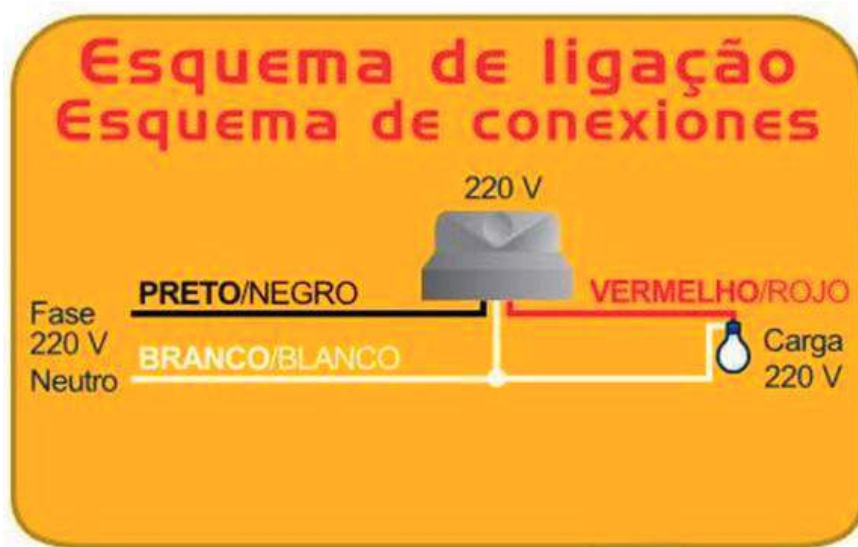 Esquema de ligação
Esquema de conexiones
220 V
PRETO/NEGRO
VERMELHO/ROJO
Fase
220 V
Neutro
BRANCO/BLANCO
Carga
220 V